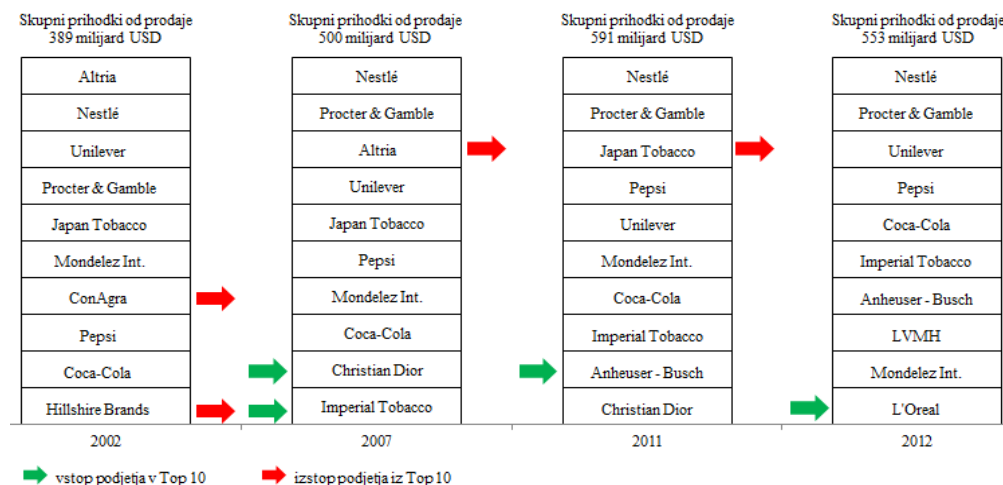 Skupni prihodki od prodaje
389 milijard USD
Altria
Nestlé
Unilever
Procter & Gamble
Japan Tobacco
Mondelez Int.
ConAgra
Pepsi
Coca-Cola
Hillshire Brands
2002
Skupni prihodki od prodaje
500 milijard USD
Nestlé
Procter & Gamble
Altria
Unilever
Japan Tobacco
Pepsi
Mondelez Int.
Coca-Cola
Christian Dior
Imperial Tobacco
2007
Skupni prihodki od prodaje
591 milijard USD
Nestlé
Procter & Gamble
Japan Tobacco
Pepsi
Unilever
Mondelez Int.
Coca-Cola
Imperial Tobacco
Anheuser - Busch
Christian Dior
2011
Skupni prihodki od prodaje
553 milijard USD
Nestlé
Procter & Gamble
Unilever
Pepsi
Coca-Cola
Imperial Tobacco
Anheuser - Busch
LVMH
Mondelez Int.
L'Oreal
2012
vstop podjetja v Top 10
izstop podjetja iz Top 10